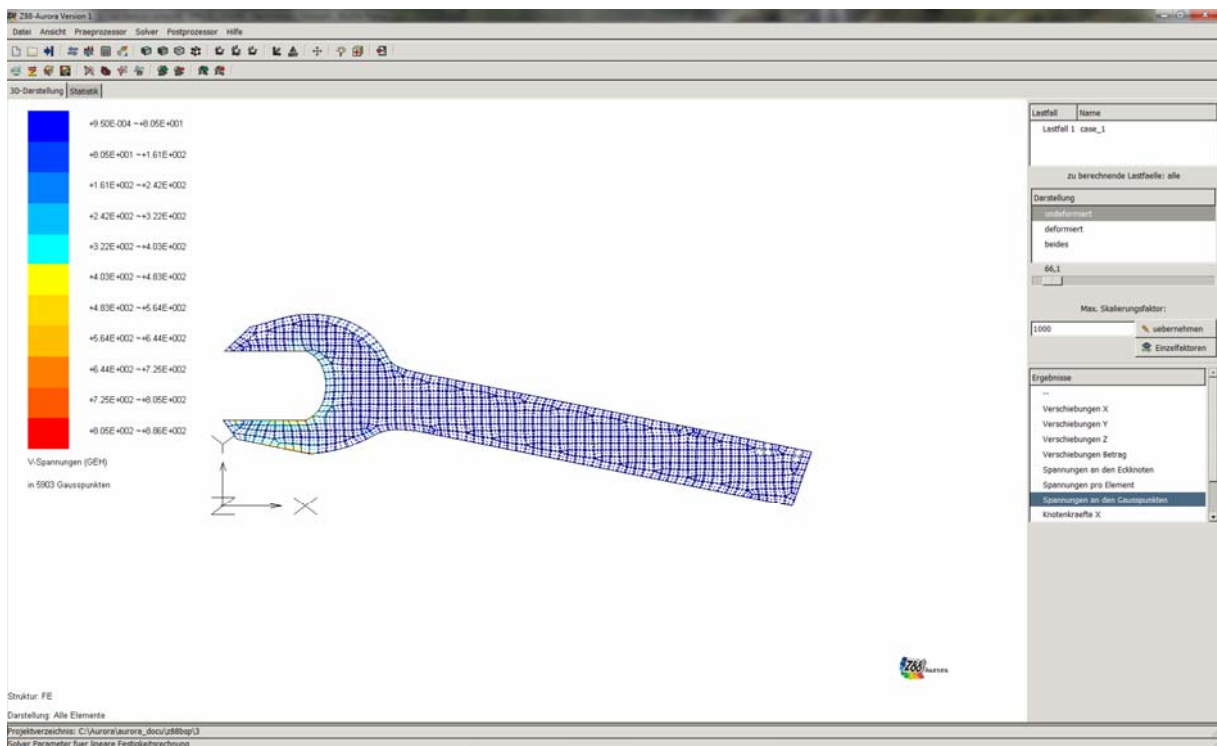 Z88-Aurora Version 1
Datei Ansicht Praeprozessor Solver Postprozessor Hilfe
3D-Darstellung Statistik
+9.50E-004 ~+8.05E+001
+8.05E+001 ~+1.61E+002
+1.61E+002 ~+2.42E+002
+2.42E+002 ~+3.22E+002
+3.22E+002 ~+4.03E+002
+4.03E+002 ~+4.83E+002
+4.83E+002 ~+5.64E+002
+5.64E+002 ~+6.44E+002
+6.44E+002 ~+7.25E+002
+7.25E+002 ~+8.05E+002
+8.05E+002 ~+8.86E+002
V-Spannungen (GEH)
in 5903 Gausspunkten
Y
Z
X
Z88 Aurora
Struktur: FE
Darstellung: Alle Elemente
Lastfall Name
Lastfall 1 case_1
zu berechnende Lastfaelle: alle
Darstellung
undeformiert
deformiert
beides
66,1
Max. Skalierungsfaktor:
1000 uebernehmen
Einzelfaktoren
Ergebnisse
--
Verschiebungen X
Verschiebungen Y
Verschiebungen Z
Verschiebungen Betrag
Spannungen an den Eckknoten
Spannungen pro Element
Spannungen an den Gausspunkten
Knotenkraefte X
Projektverzeichnis: C:\Aurora\aurora_docu\z88bsp\3
Solver Parameter fuer lineare Festigkeitsrechnung